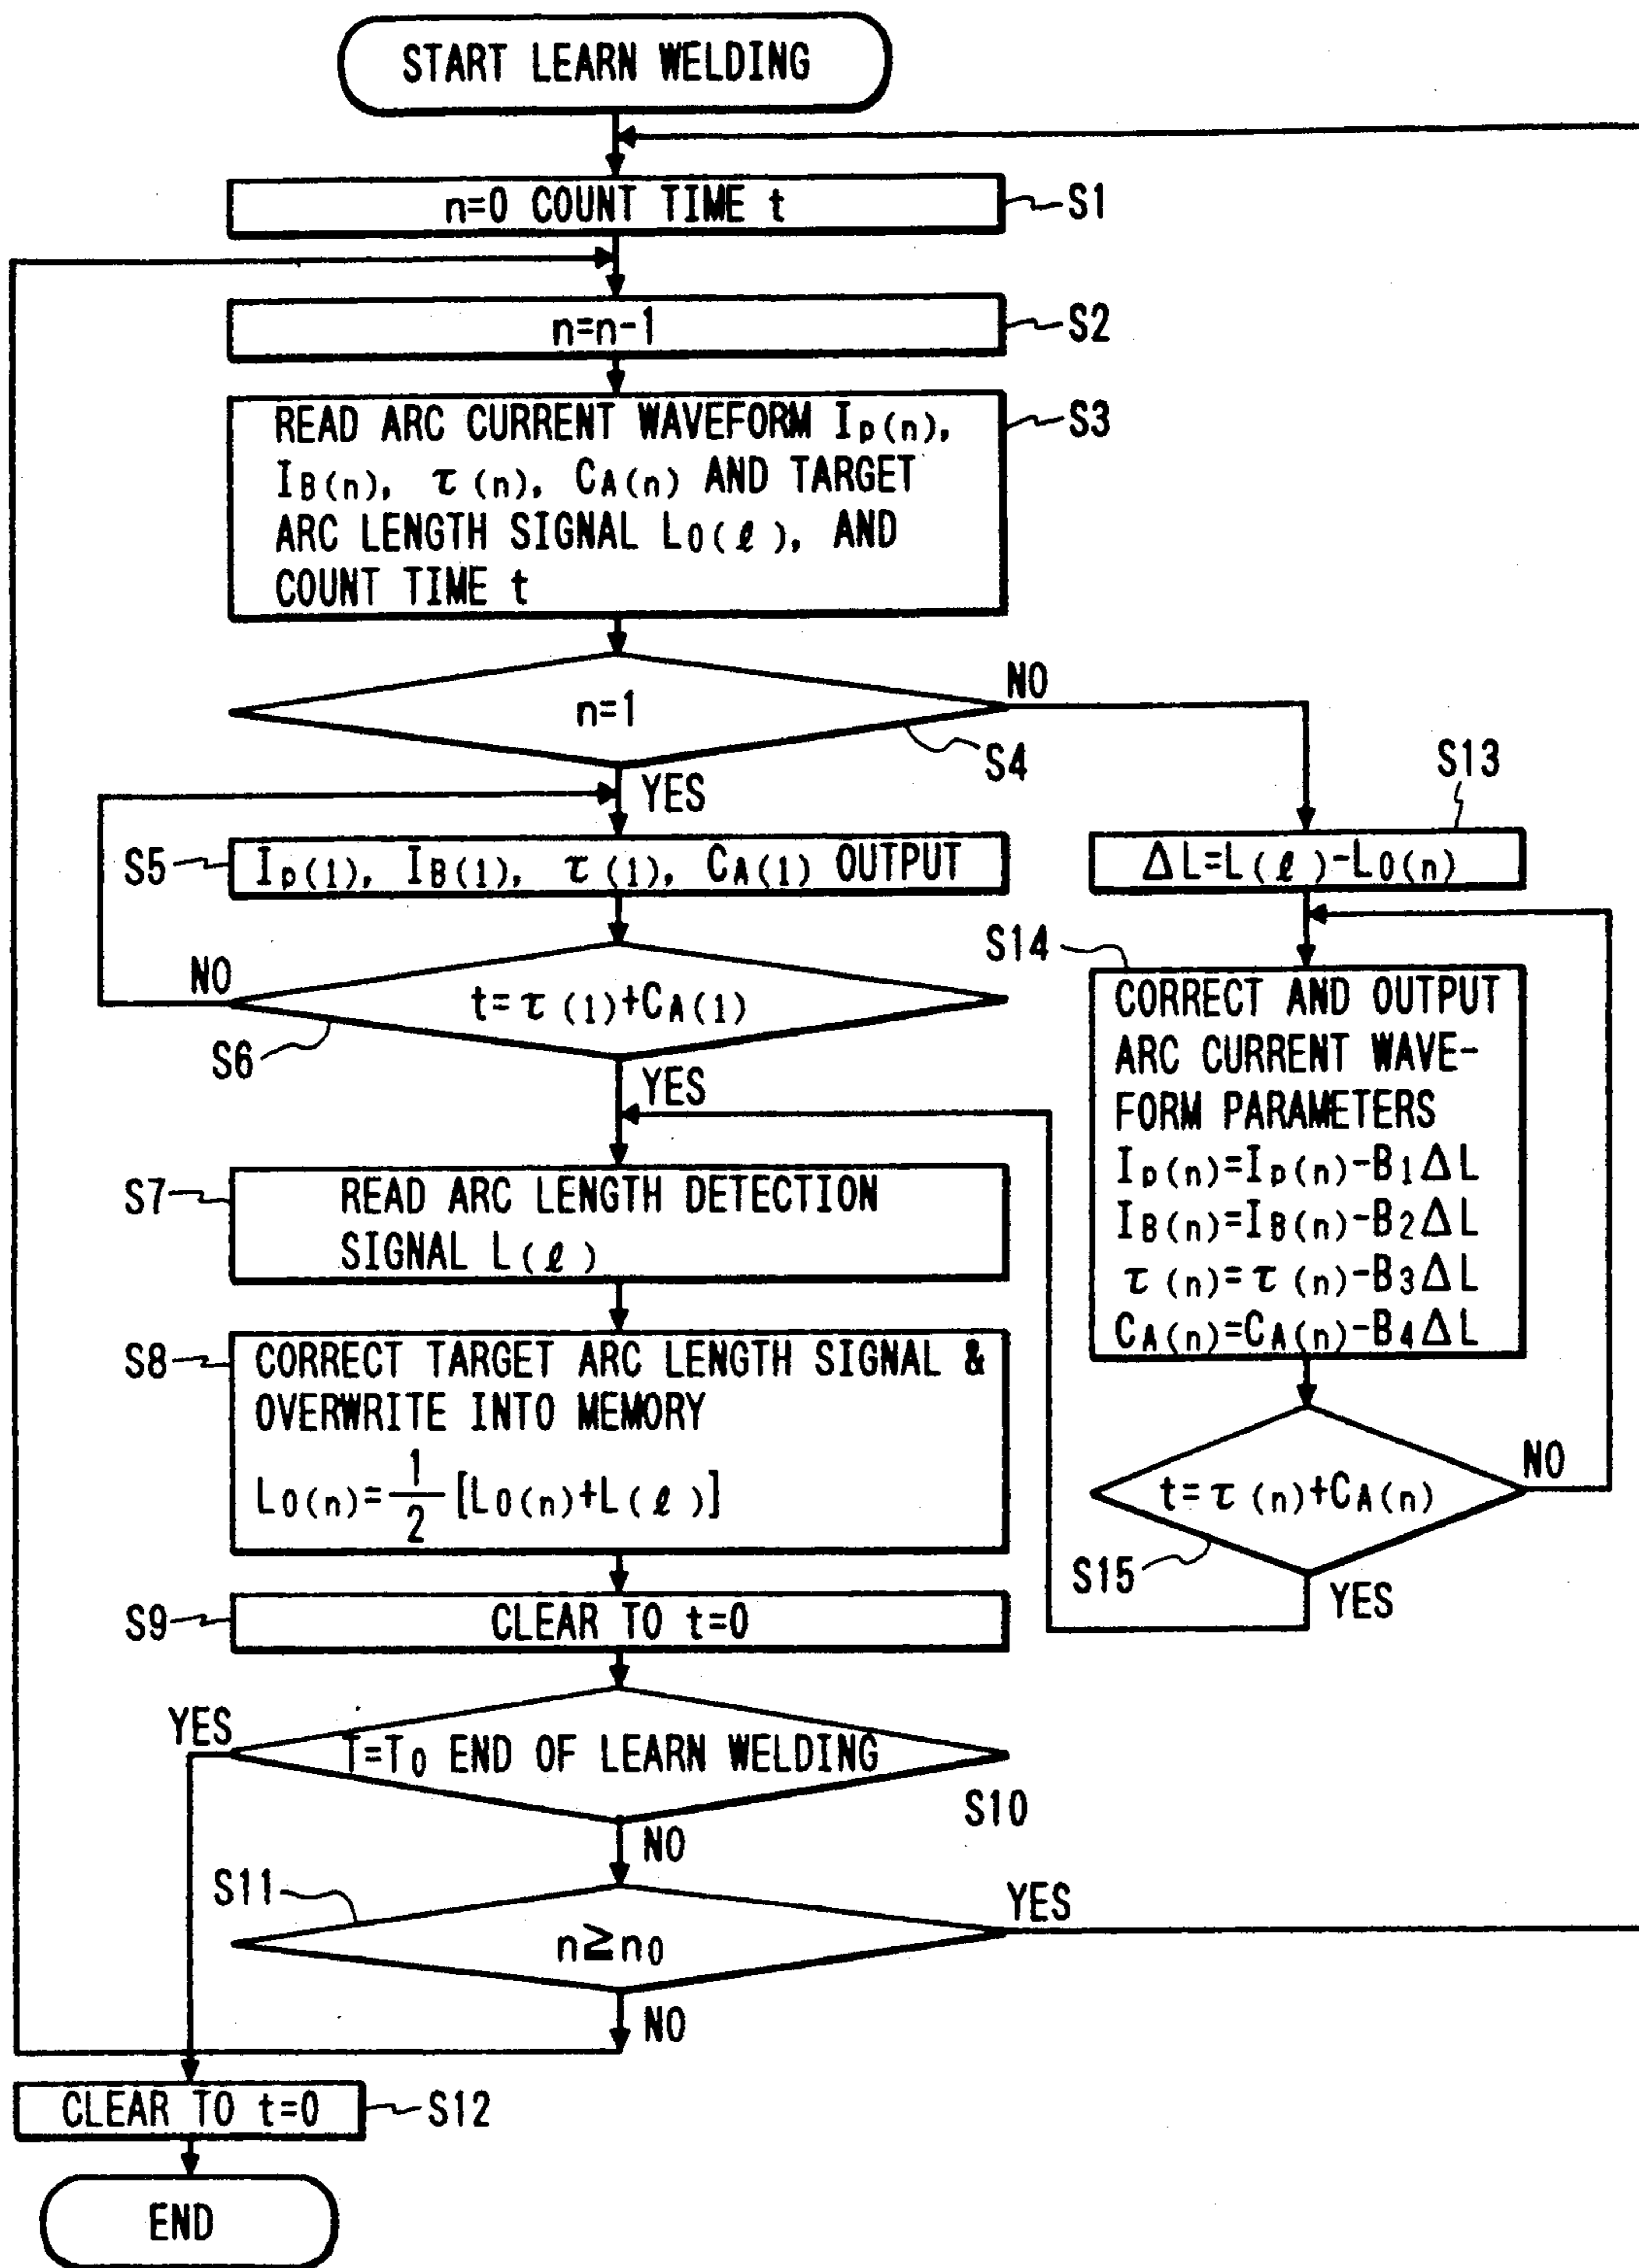 START LEARN WELDING
n=0 COUNT TIME t
S1
n=n-1
S2
READ ARC CURRENT WAVEFORM Ip(n),
IB(n), τ(n), CA(n) AND TARGET
ARC LENGTH SIGNAL LO(ℓ), AND
COUNT TIME t
S3
n=1
NO
S4
YES
S5
Ip(1), IB(1), τ(1), CA(1) OUTPUT
S13
ΔL=L(ℓ)-LO(n)
NO
t=τ(1)+CA(1)
S6
YES
S14
CORRECT AND OUTPUT
ARC CURRENT WAVE-
FORM PARAMETERS
Ip(n)=Ip(n)-B1ΔL
IB(n)=IB(n)-B2ΔL
τ(n)=τ(n)-B3ΔL
CA(n)=CA(n)-B4ΔL
S7
READ ARC LENGTH DETECTION
SIGNAL L(ℓ)
S8
CORRECT TARGET ARC LENGTH SIGNAL &
OVERWRITE INTO MEMORY
LO(n)=1/2[LO(n)+L(ℓ)]
t=τ(n)+CA(n)
NO
S15
YES
S9
CLEAR TO t=0
YES
T=T0 END OF LEARN WELDING
S10
NO
S11
n≧n0
YES
NO
CLEAR TO t=0
S12
END